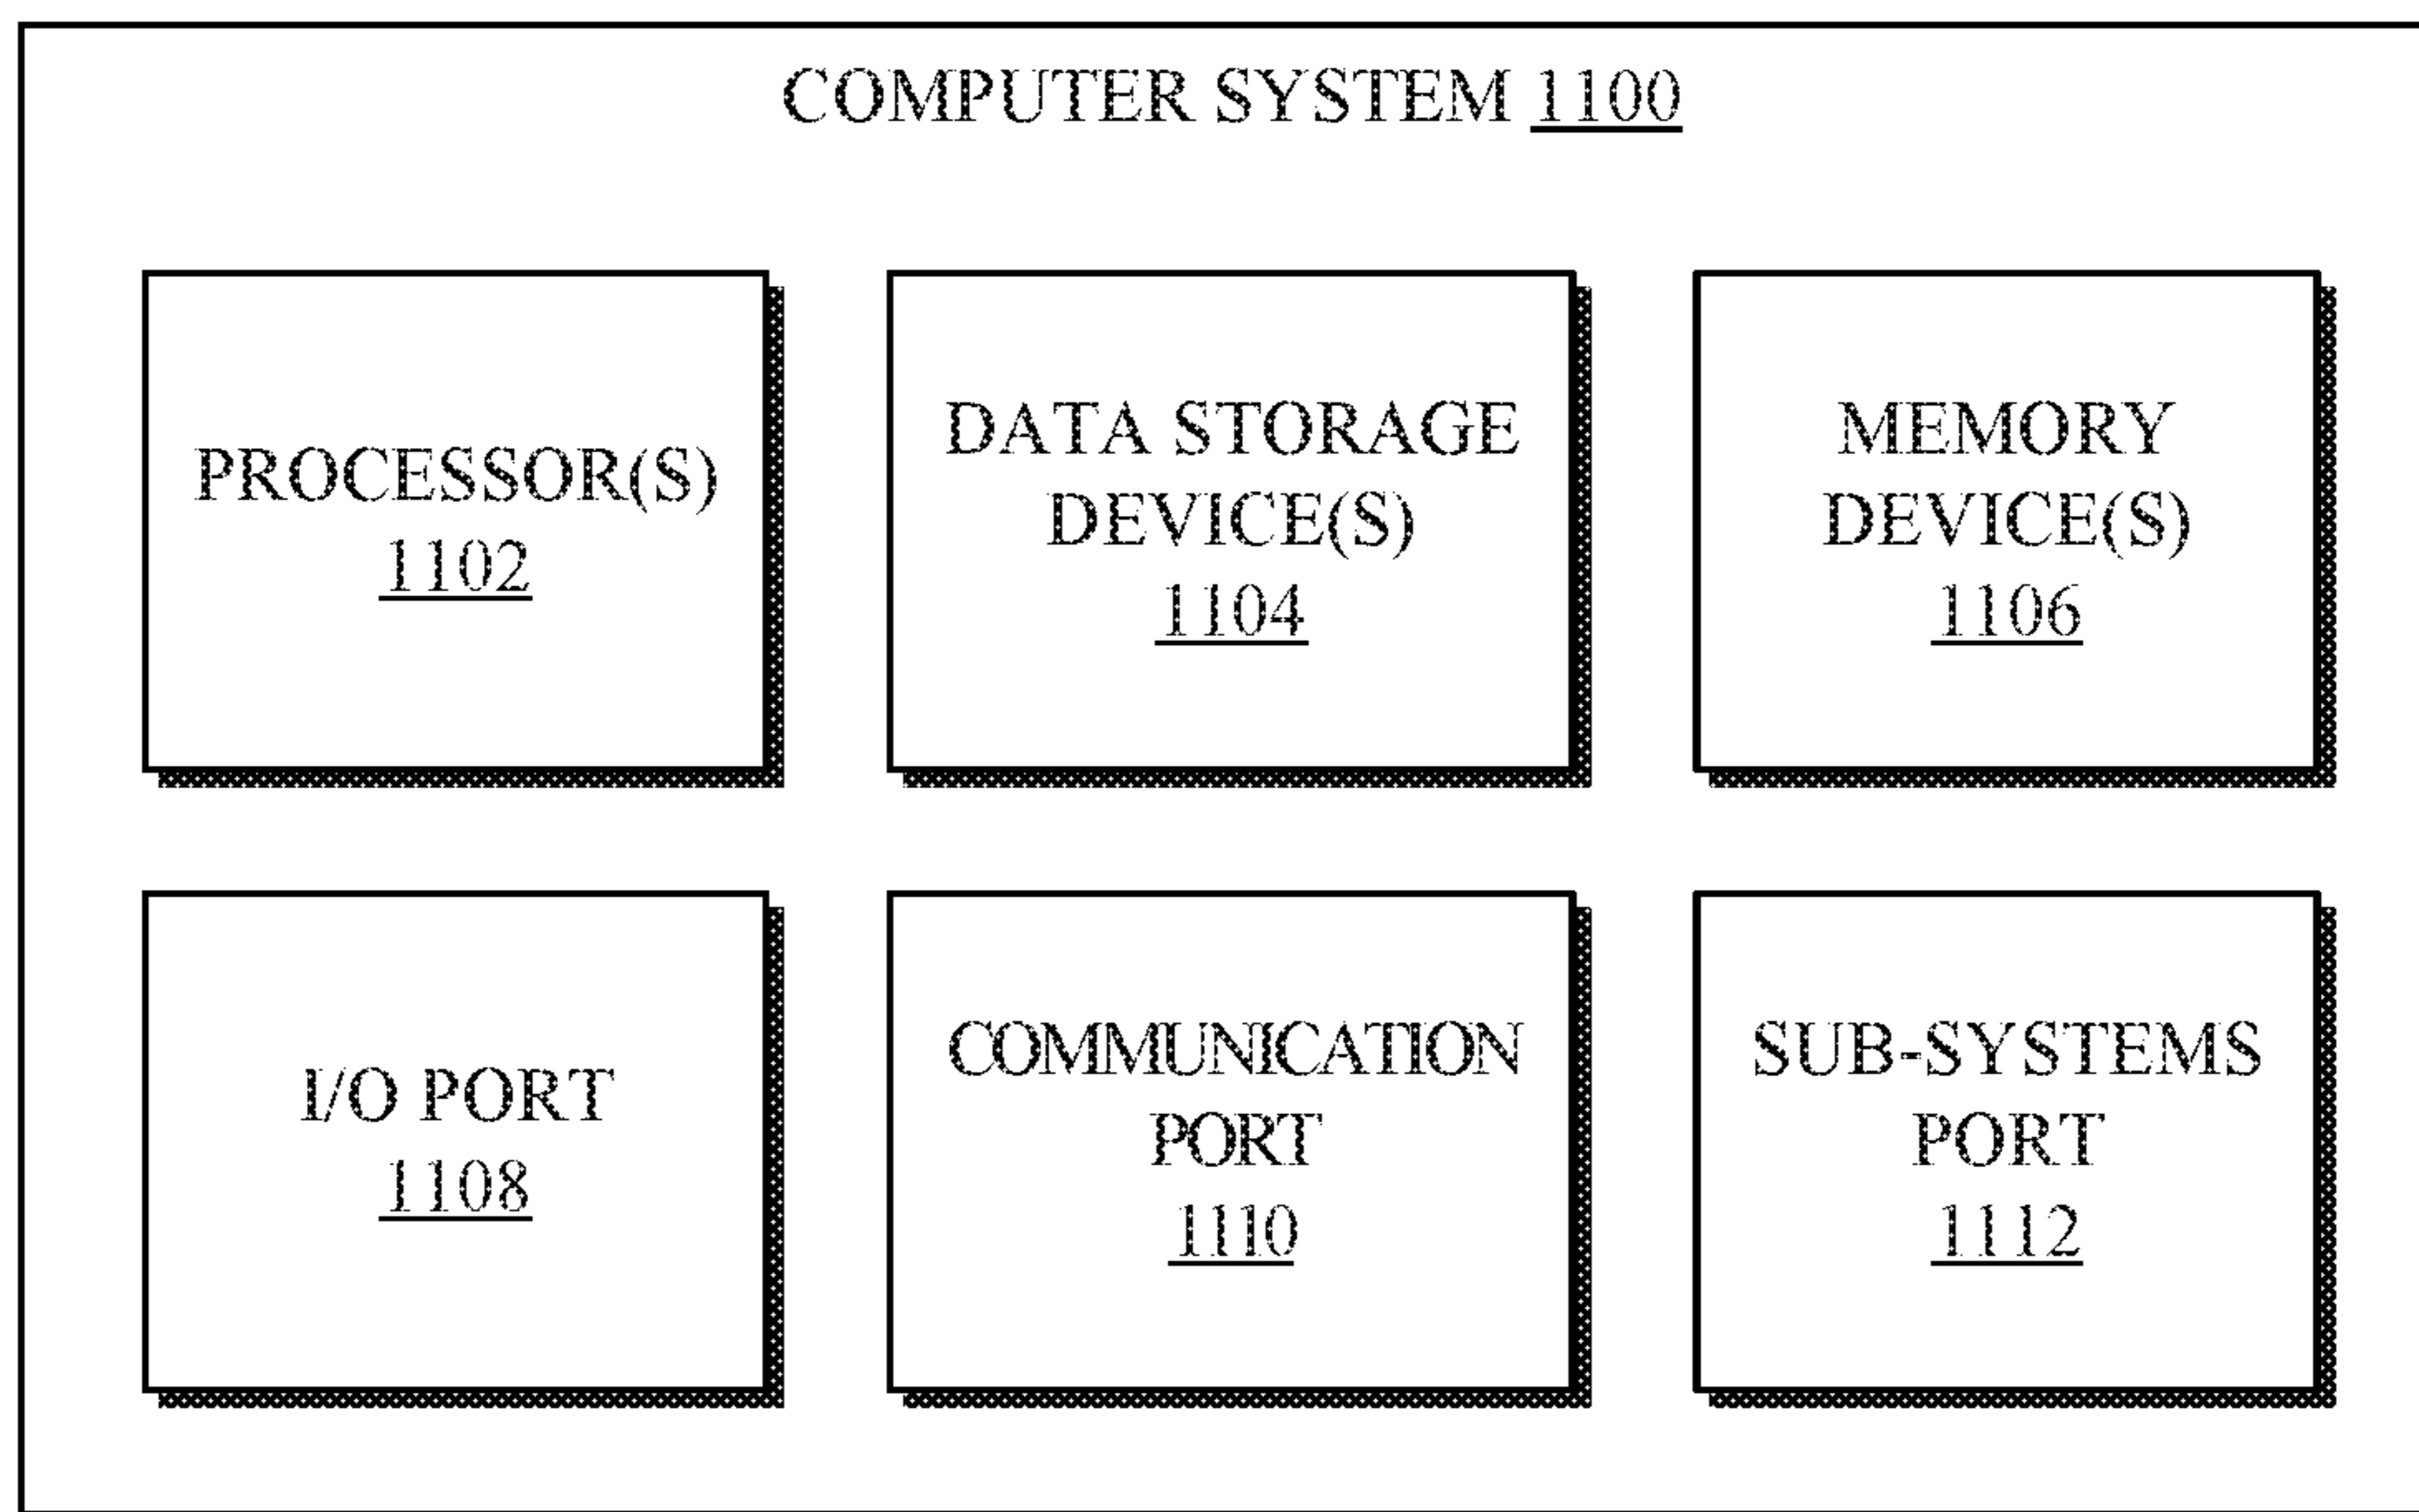 COMPUTER SYSTEM 1100
PROCESSOR(S)
1102
DATA STORAGE
DEVICE(S)
1104
MEMORY
DEVICE(S)
1106
I/O PORT
1108
COMMUNICATION
PORT
1110
SUB-SYSTEMS
PORT
1112